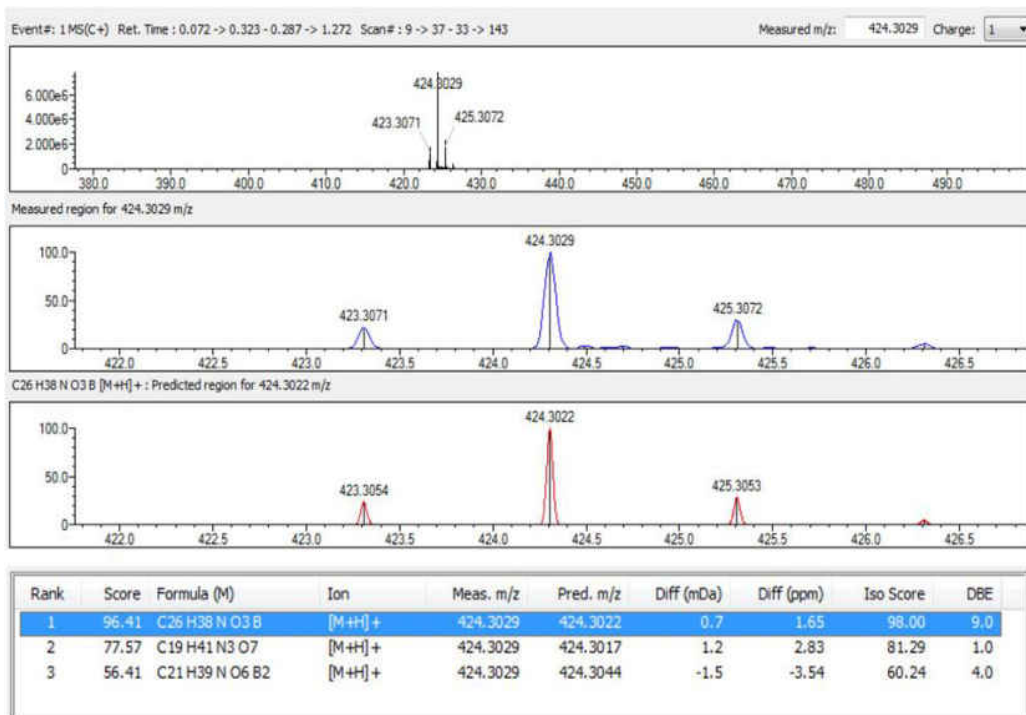 Event#: 1 MS(C+) Ret. Time : 0.072 -> 0.323 - 0.287 -> 1.272 Scan# : 9 -> 37 - 33 -> 143 Measured m/z: 424.3029 Charge: 1
424.3029
6.000e6
4.000e6
423.3071 425.3072
2.000e6
0
380.0 390.0 400.0 410.0 420.0 430.0 440.0 450.0 460.0 470.0 480.0 490.0
Measured region for 424.3029 m/z
424.3029
100.0
50.0
423.3071 425.3072
0
422.0 422.5 423.0 423.5 424.0 424.5 425.0 425.5 426.0 426.5
C26 H38 N O3 B [M+H]+ : Predicted region for 424.3022 m/z
424.3022
100.0
50.0
423.3054 425.3053
0
422.0 422.5 423.0 423.5 424.0 424.5 425.0 425.5 426.0 426.5
Rank Score Formula (M) Ion Meas. m/z Pred. m/z Diff (mDa) Diff (ppm) Iso Score DBE
1 96.41 C26 H38 N O3 B [M+H]+ 424.3029 424.3022 0.7 1.65 98.00 9.0
2 77.57 C19 H41 N3 O7 [M+H]+ 424.3029 424.3017 1.2 2.83 81.29 1.0
3 56.41 C21 H39 N O6 B2 [M+H]+ 424.3029 424.3044 -1.5 -3.54 60.24 4.0